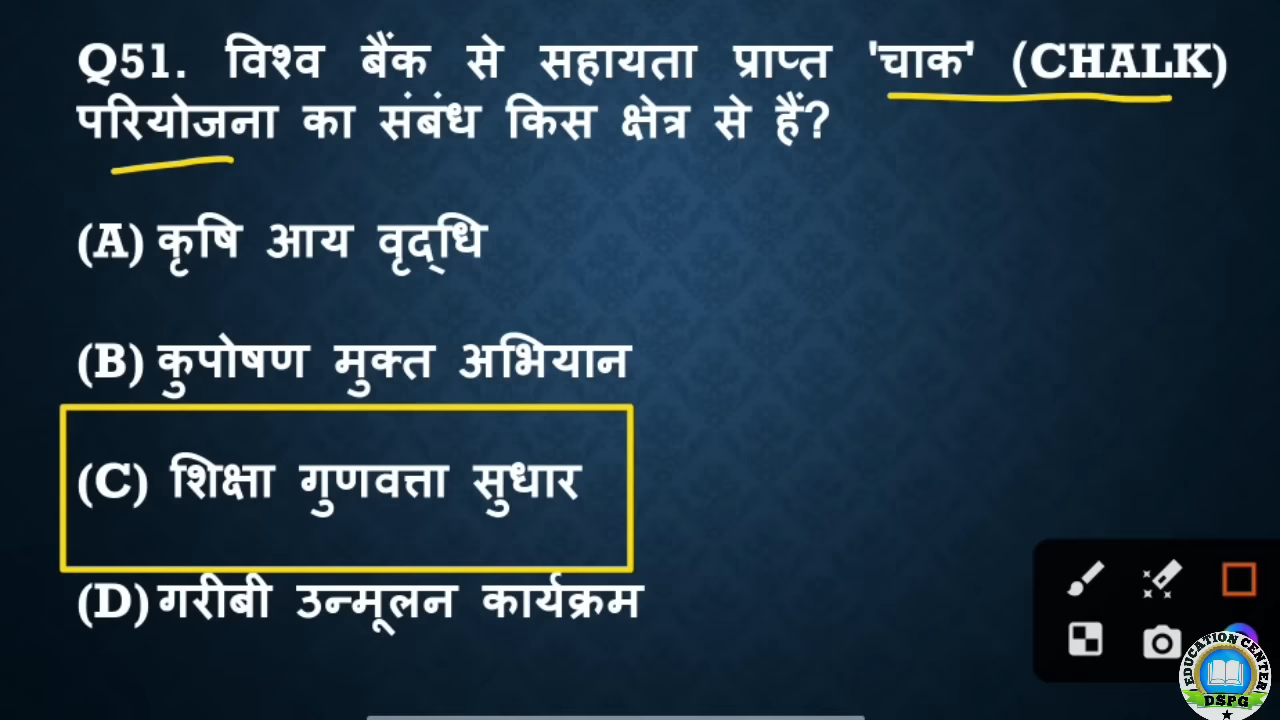 Q51. विश्व बैंक से सहायता प्राप्त 'चाक' (CHALK)
परियोजना का संबंध किस क्षेत्र से हैं?
(A) कृषि आय वृद्धि
(B) कुपोषण मुक्त अभियान
(C) शिक्षा गुणवत्ता सुधार
(D) गरीबी उन्मूलन कार्यक्रम
EDUCATION CENTER
DSPG